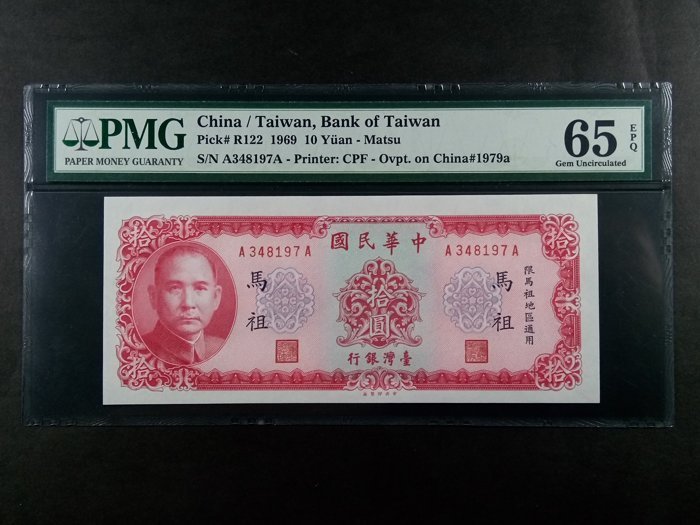 PMG
PAPER MONEY GUARANTY
China / Taiwan, Bank of Taiwan
Pick# R122 1969 10 Yüan - Matsu
S/N A348197A - Printer: CPF - Ovpt. on China#1979a
65 EPQ
Gem Uncirculated
國民華中
A348197A A348197A
拾 拾
馬祖
拾圓
馬祖
限馬祖地區通用
行銀灣臺
拾 拾